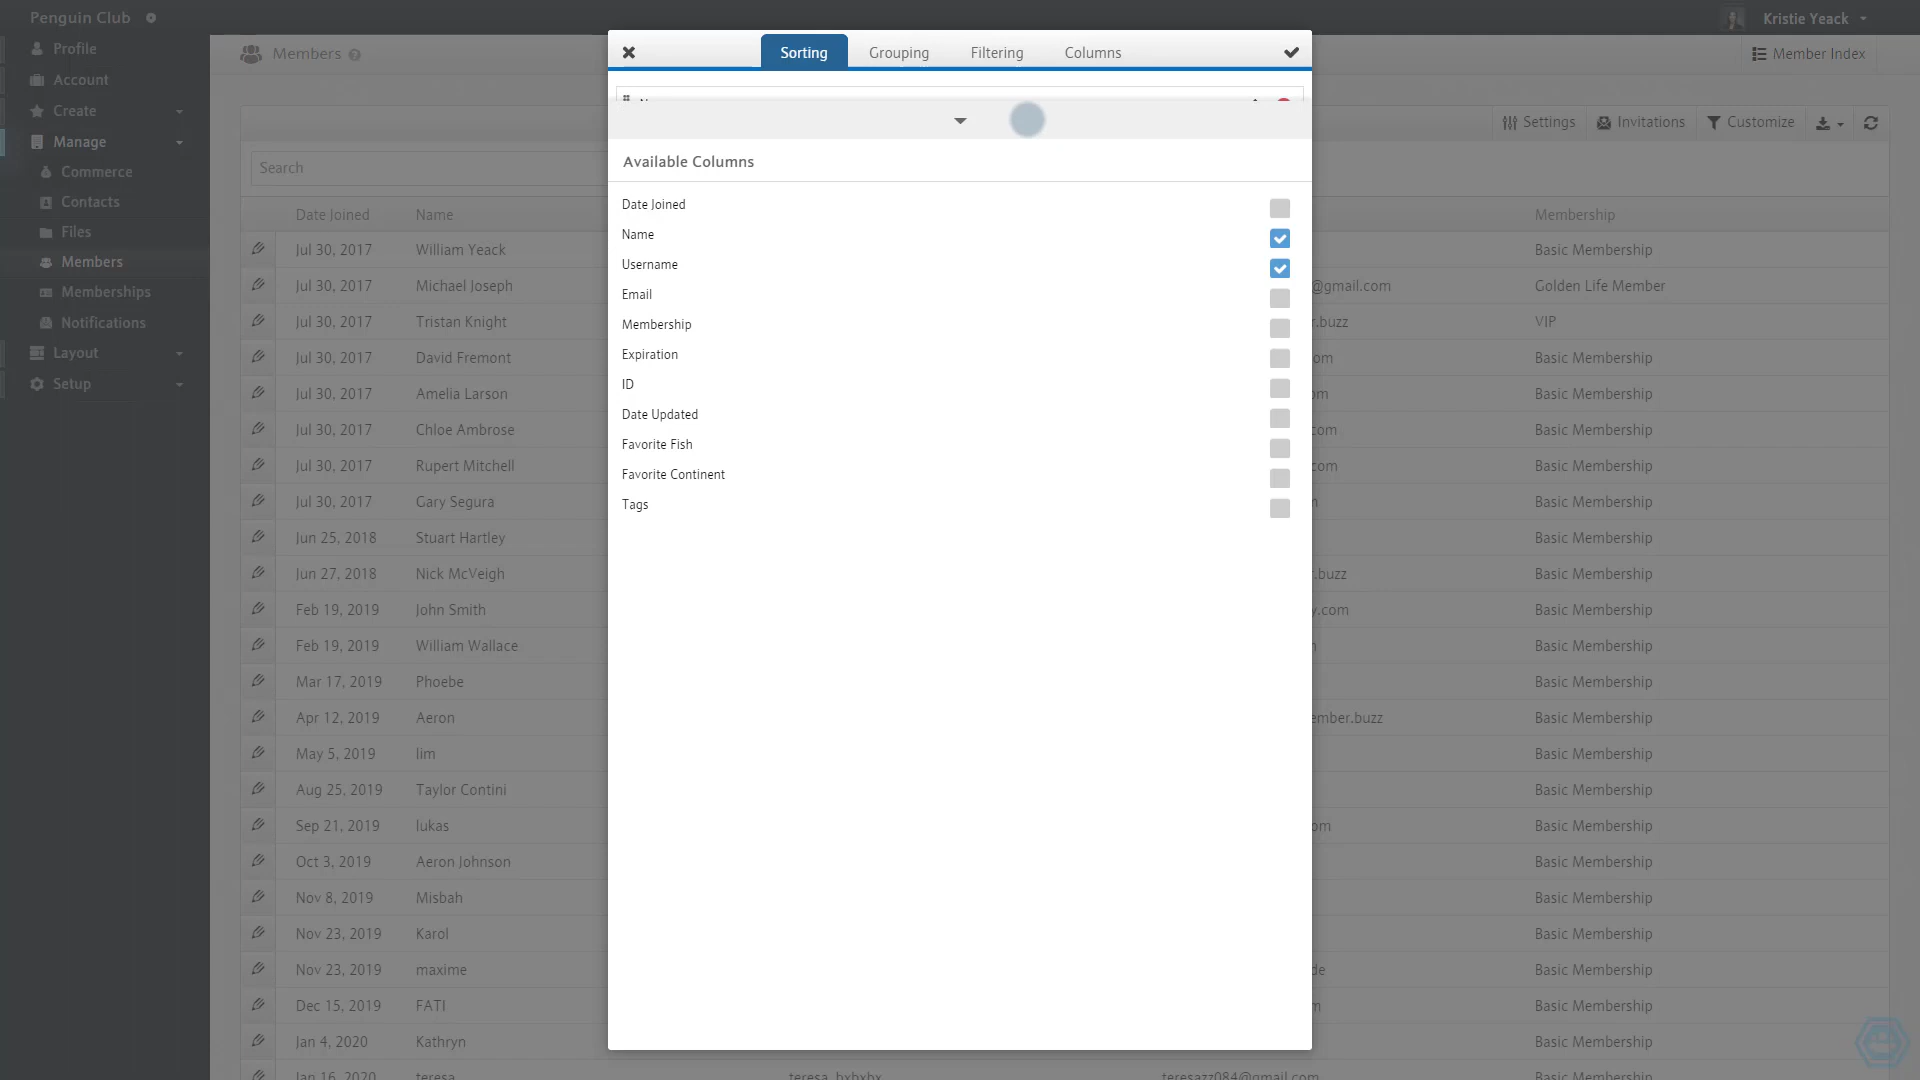 Penguin Club
Kristie Yeack
Profile
Account
Create
Manage
Commerce
Contacts
Files
Members
Memberships
Notifications
Layout
Setup
Members
Member Index
Sorting Grouping Filtering Columns
Settings Invitations Customize
Search
Available Columns
Date Joined
Name
Username
Email
Membership
Expiration
ID
Date Updated
Favorite Fish
Favorite Continent
Tags
Date Joined Name Membership
Jul 30, 2017 William Yeack Basic Membership
Jul 30, 2017 Michael Joseph @gmail.com Golden Life Member
Jul 30, 2017 Tristan Knight .buzz VIP
Jul 30, 2017 David Fremont om Basic Membership
Jul 30, 2017 Amelia Larson om Basic Membership
Jul 30, 2017 Chloe Ambrose com Basic Membership
Jul 30, 2017 Rupert Mitchell com Basic Membership
Jul 30, 2017 Gary Segura Basic Membership
Jun 25, 2018 Stuart Hartley Basic Membership
Jun 27, 2018 Nick McVeigh .buzz Basic Membership
Feb 19, 2019 John Smith y.com Basic Membership
Feb 19, 2019 William Wallace Basic Membership
Mar 17, 2019 Phoebe Basic Membership
Apr 12, 2019 Aeron ember.buzz Basic Membership
May 5, 2019 lim Basic Membership
Aug 25, 2019 Taylor Contini Basic Membership
Sep 21, 2019 lukas om Basic Membership
Oct 3, 2019 Aeron Johnson Basic Membership
Nov 8, 2019 Misbah Basic Membership
Nov 23, 2019 Karol Basic Membership
Nov 23, 2019 maxime de Basic Membership
Dec 15, 2019 FATI Basic Membership
Jan 4, 2020 Kathryn Basic Membership
Jan 16, 2020 teresa teresa_bxbxbx teresazz084@gmail.com Basic Membership